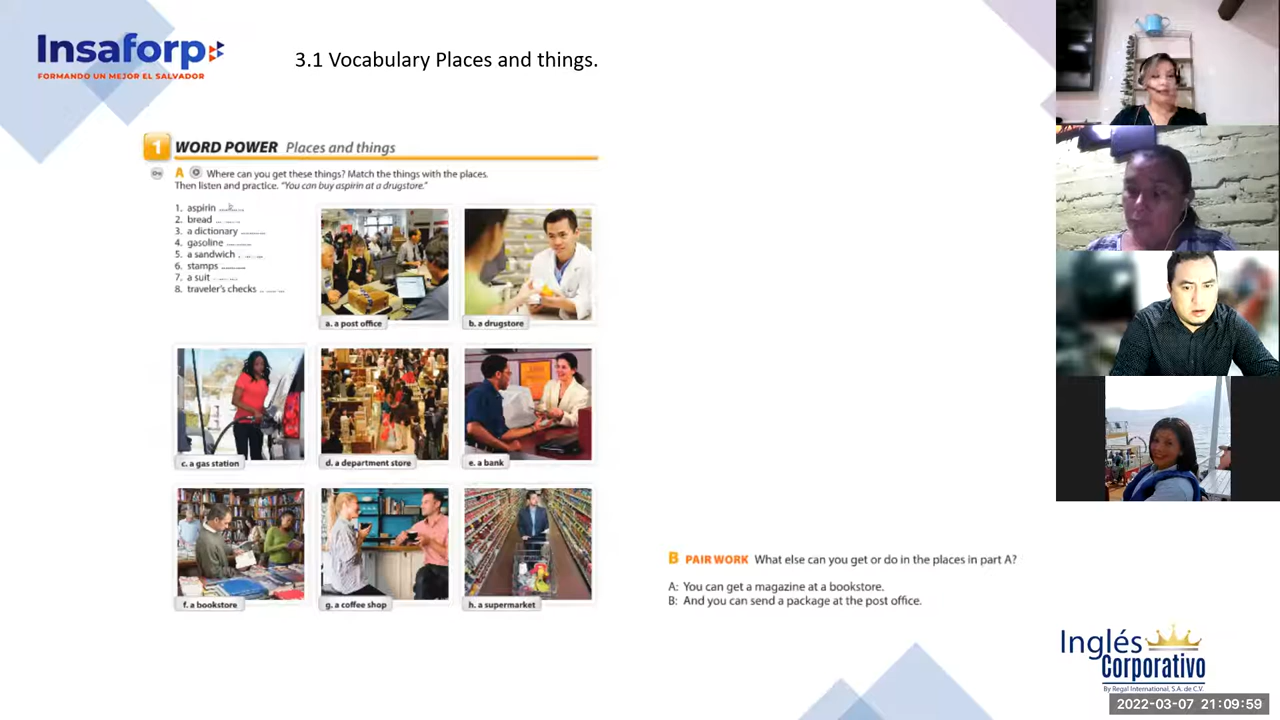 Insaforp
FORMANDO UN MEJOR EL SALVADOR
3.1 Vocabulary Places and things.
1 WORD POWER Places and things
A Where can you get these things? Match the things with the places.
Then listen and practice. "You can buy aspirin at a drugstore."
1. aspirin ..........
2. bread ..........
3. a dictionary ..........
4. gasoline ..........
5. a sandwich ..........
6. stamps ..........
7. a suit ..........
8. traveler's checks ..........
a. a post office
b. a drugstore
c. a gas station
d. a department store
e. a bank
f. a bookstore
g. a coffee shop
h. a supermarket
B PAIR WORK What else can you get or do in the places in part A?
A: You can get a magazine at a bookstore.
B: And you can send a package at the post office.
Inglés
Corporativo
By Regal International, S.A. de C.V.
2022-03-07 21:09:59